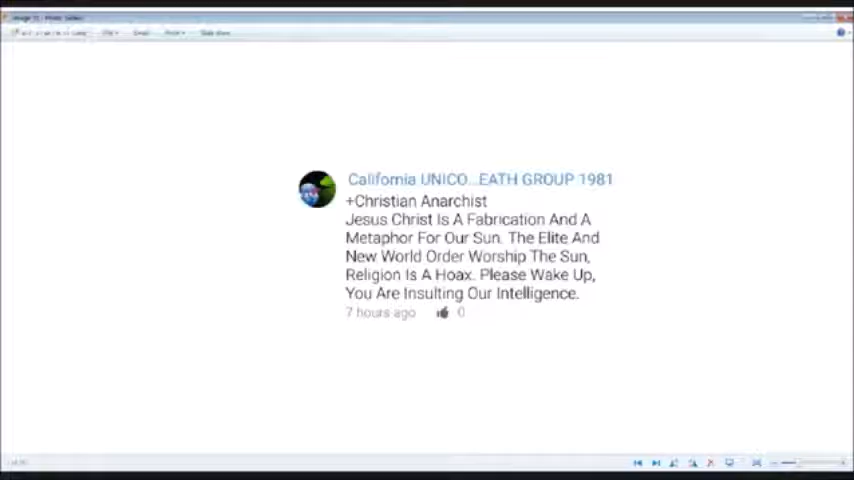 California UNICO...EATH GROUP 1981
+Christian Anarchist
Jesus Christ Is A Fabrication And A
Metaphor For Our Sun. The Elite And
New World Order Worship The Sun,
Religion Is A Hoax. Please Wake Up,
You Are Insulting Our Intelligence.
7 hours ago 0